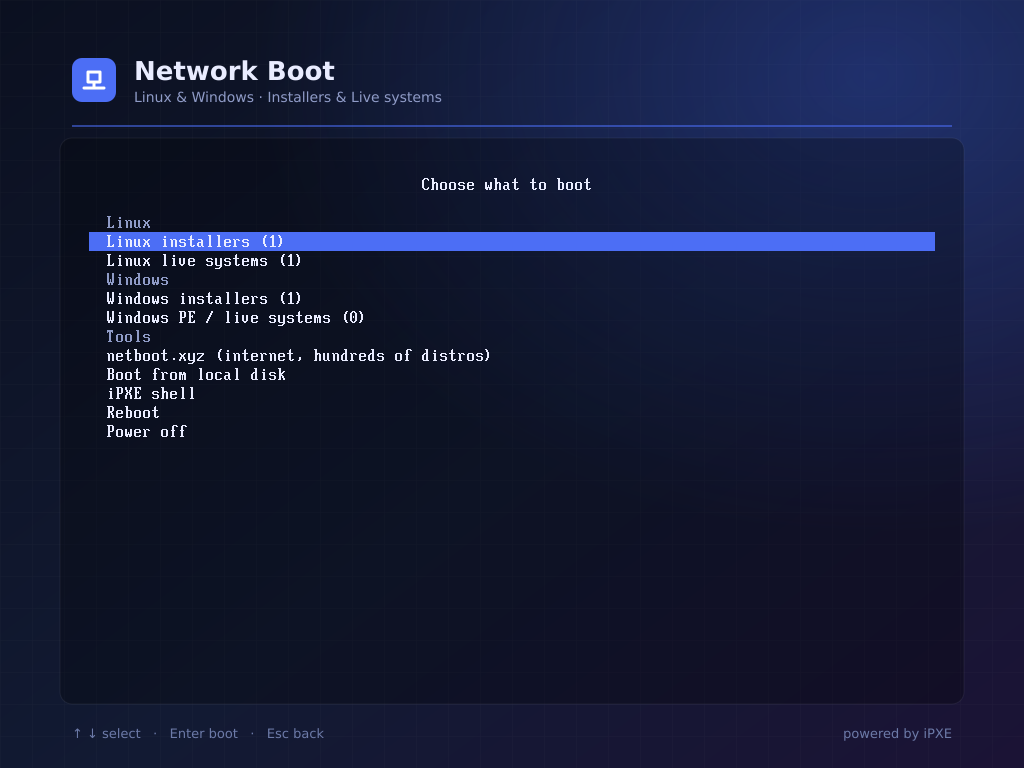 Network Boot
Linux & Windows · Installers & Live systems
Choose what to boot
Linux
Linux installers (1)
Linux live systems (1)
Windows
Windows installers (1)
Windows PE / live systems (0)
Tools
netboot.xyz (internet, hundreds of distros)
Boot from local disk
iPXE shell
Reboot
Power off
↑ ↓ select · Enter boot · Esc back
powered by iPXE